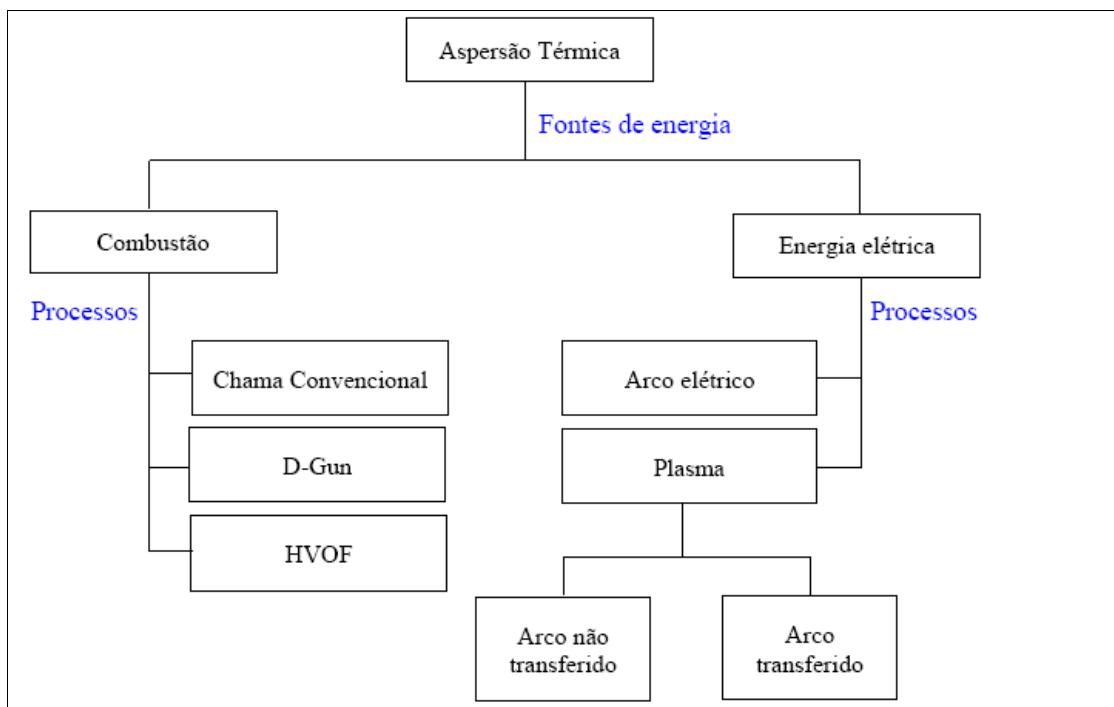 Aspersão Térmica
Fontes de energia
Combustão
Energia elétrica
Processos
Processos
Chama Convencional
Arco elétrico
D-Gun
Plasma
HVOF
Arco não
transferido
Arco
transferido